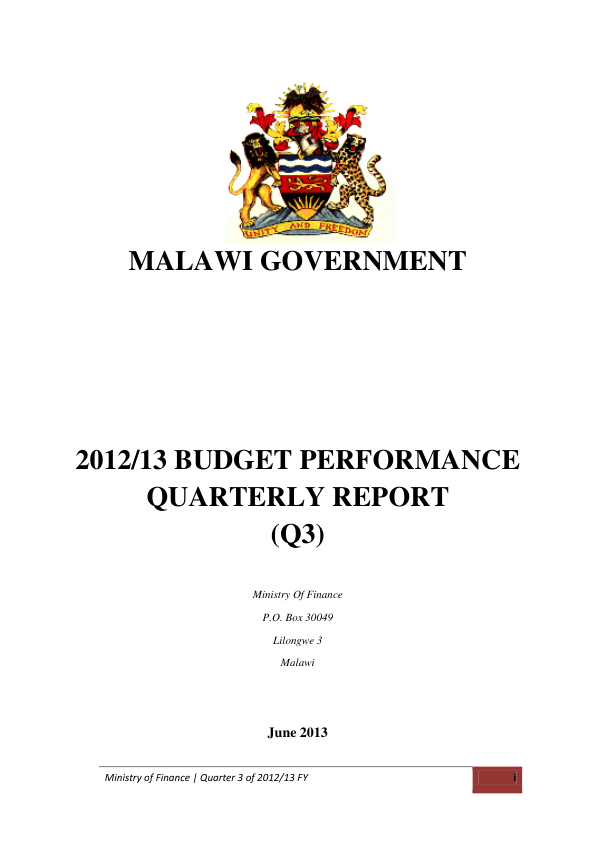 UNITY AND FREEDOM
MALAWI GOVERNMENT
2012/13 BUDGET PERFORMANCE
QUARTERLY REPORT
(Q3)
Ministry Of Finance
P.O. Box 30049
Lilongwe 3
Malawi
June 2013
Ministry of Finance | Quarter 3 of 2012/13 FY
i